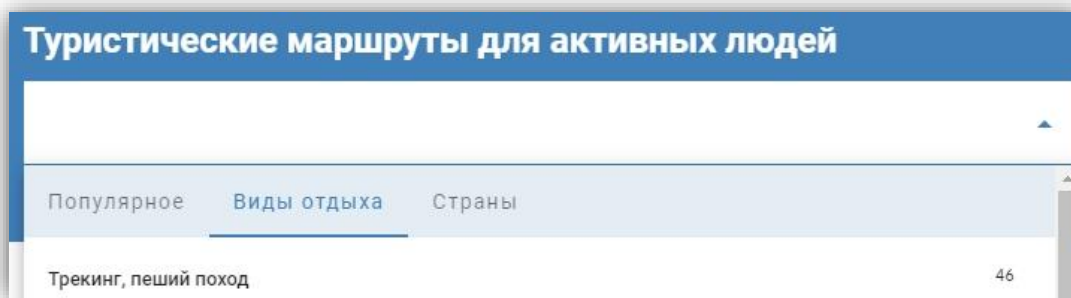 Туристические маршруты для активных людей
Популярное Виды отдыха Страны
Трекинг, пеший поход 46